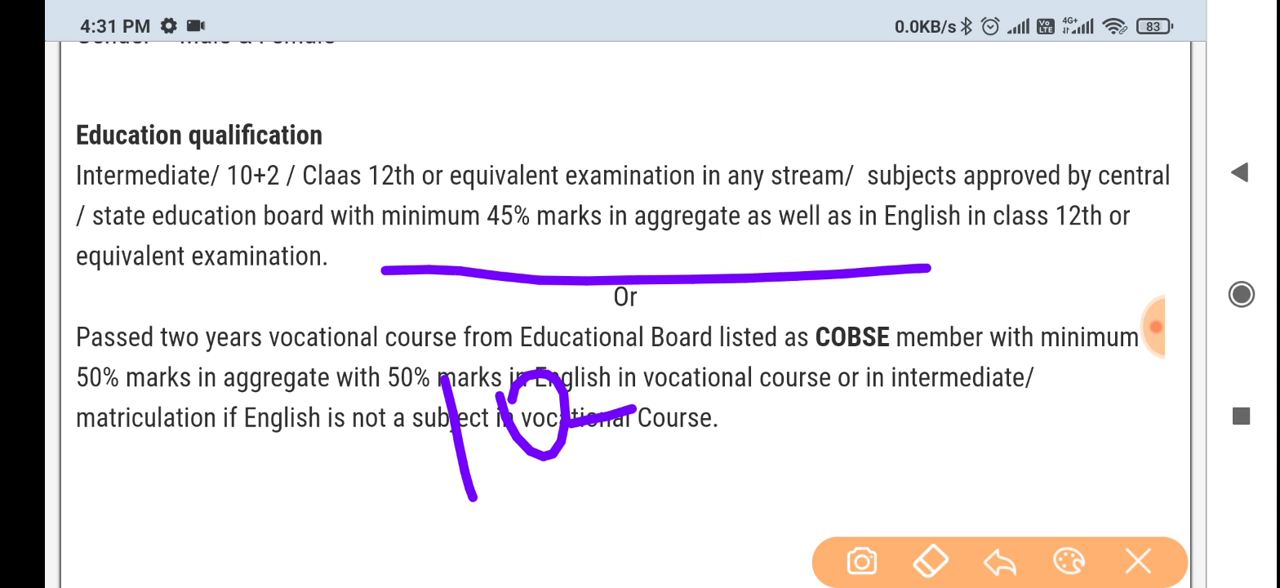 4:31 PM 0.0KB/s 4G+ 83
Gender Male & Female
Education qualification
Intermediate/ 10+2 / Claas 12th or equivalent examination in any stream/ subjects approved by central
/ state education board with minimum 45% marks in aggregate as well as in English in class 12th or
equivalent examination.
Or
Passed two years vocational course from Educational Board listed as COBSE member with minimum
50% marks in aggregate with 50% marks in English in vocational course or in intermediate/
matriculation if English is not a subject in vocational Course.